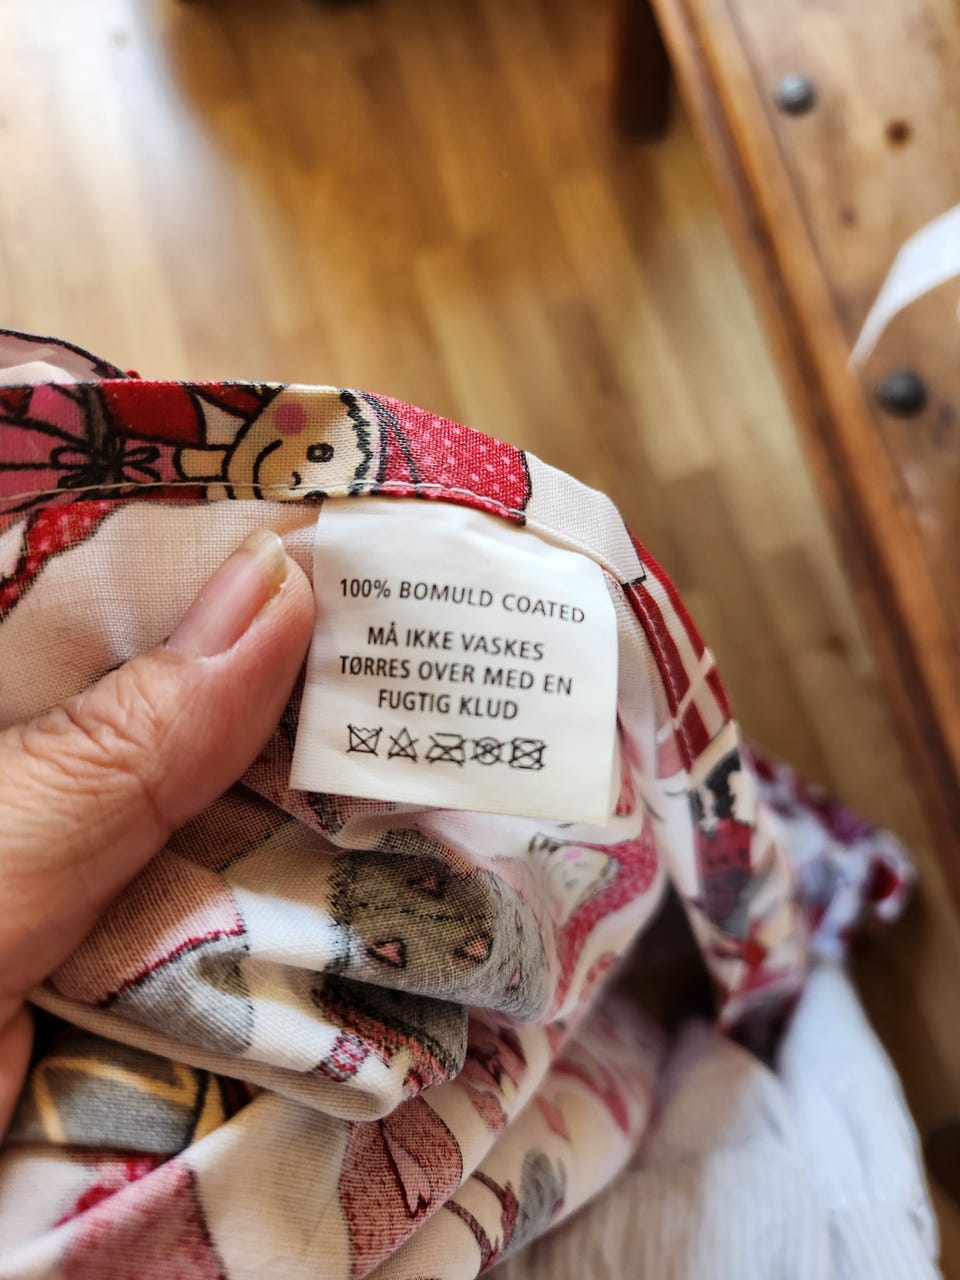 100% BOMULD COATED
MÅ IKKE VASKES
TØRRES OVER MED EN
FUGTIG KLUD